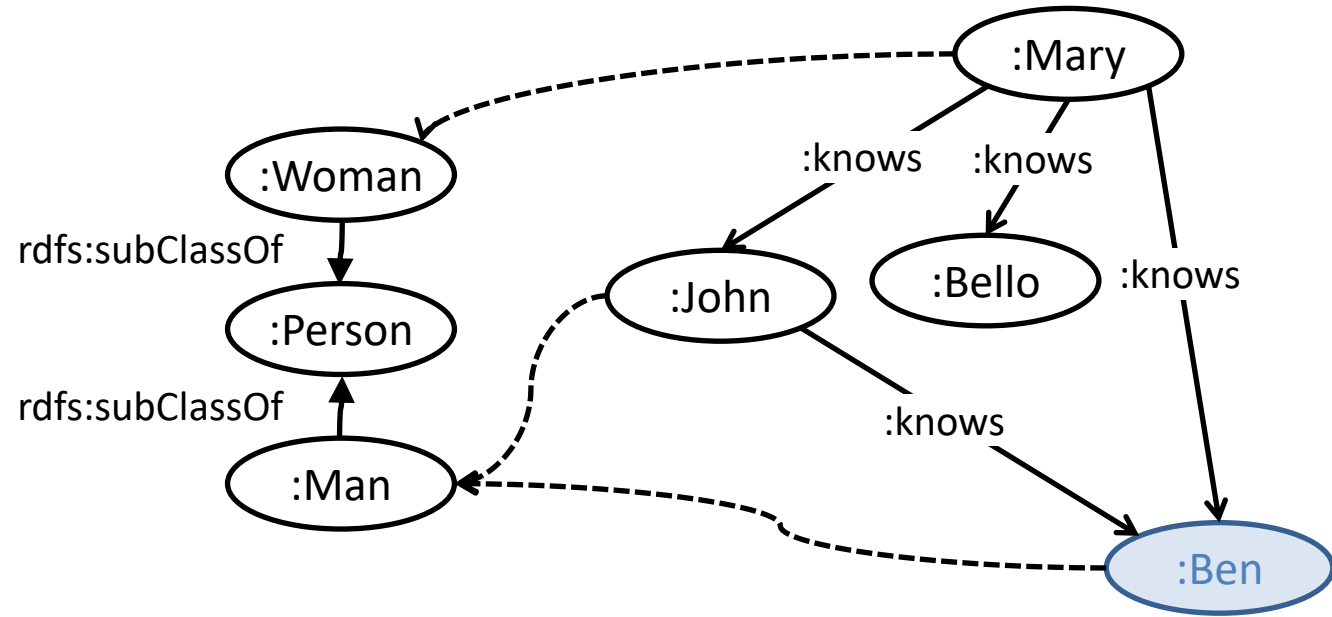 :Mary
:Woman
:knows
:knows
rdfs:subClassOf
:John
:Bello
:knows
:Person
rdfs:subClassOf
:knows
:Man
:Ben